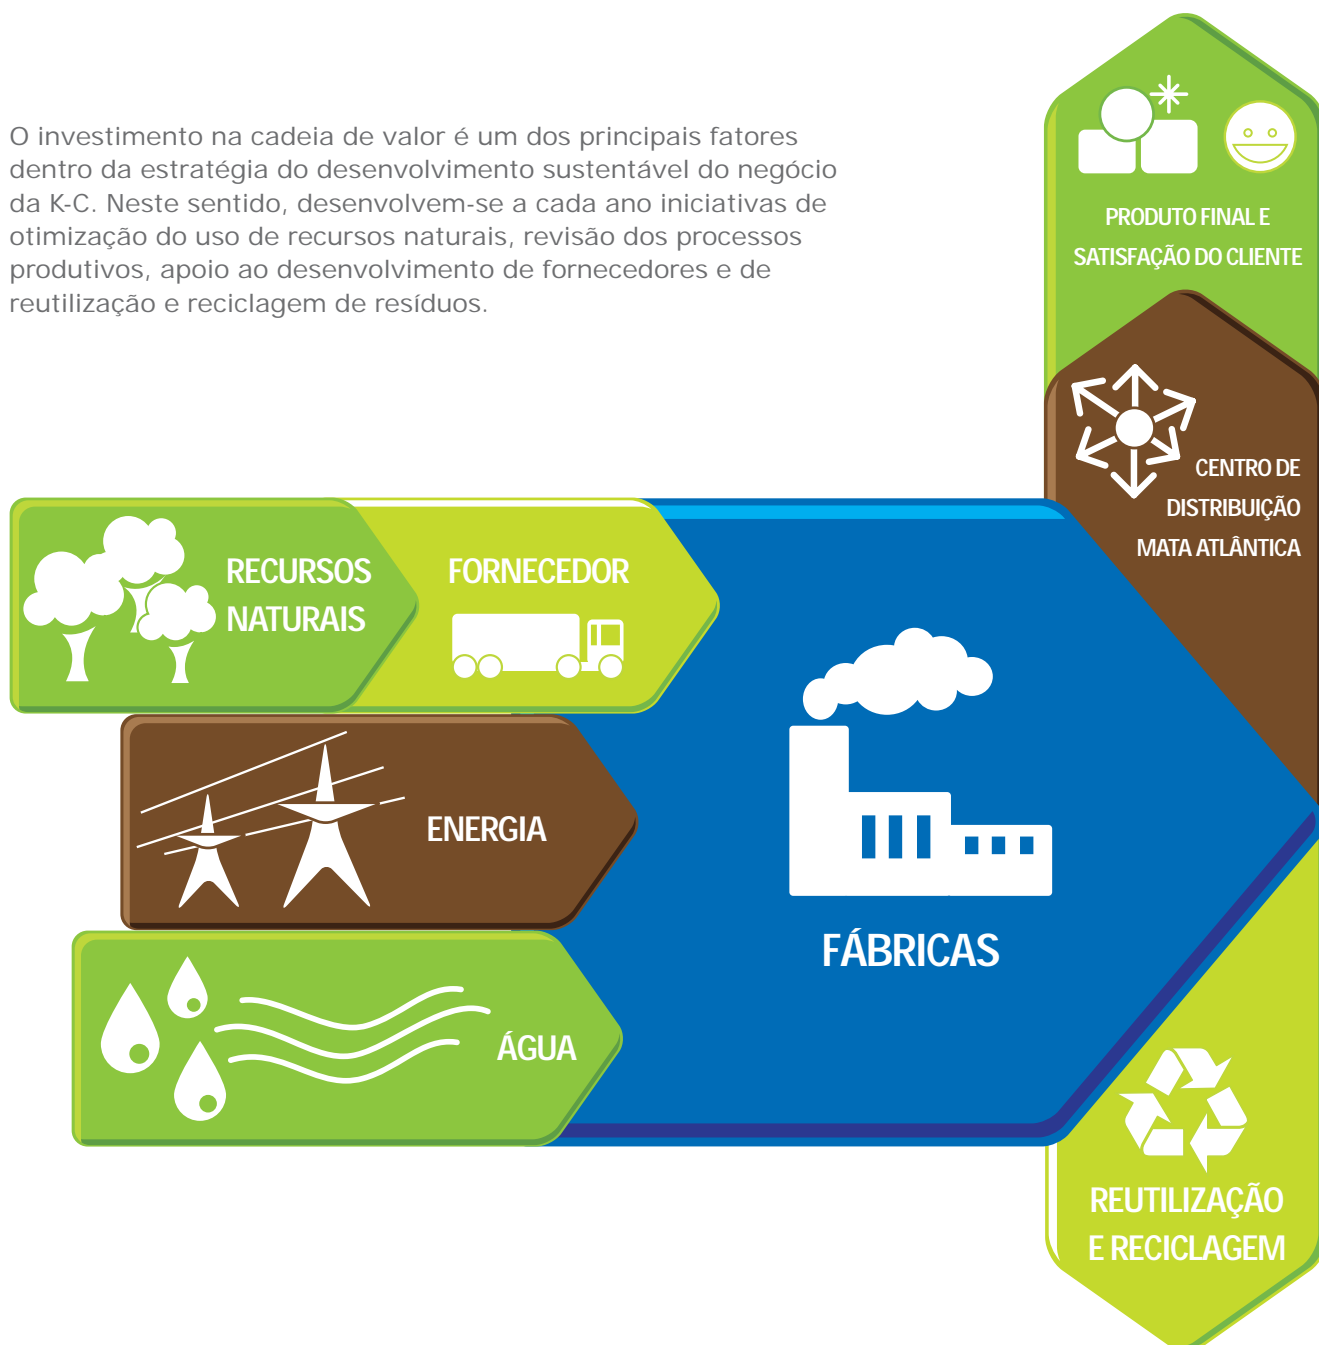 O investimento na cadeia de valor é um dos principais fatores
dentro da estratégia do desenvolvimento sustentável do negócio
da K-C. Neste sentido, desenvolvem-se a cada ano iniciativas de
otimização do uso de recursos naturais, revisão dos processos
produtivos, apoio ao desenvolvimento de fornecedores e de
reutilização e reciclagem de resíduos.
PRODUTO FINAL E
SATISFAÇÃO DO CLIENTE
CENTRO DE
DISTRIBUIÇÃO
MATA ATLÂNTICA
RECURSOS
NATURAIS
FORNECEDOR
ENERGIA
ÁGUA
FÁBRICAS
REUTILIZAÇÃO
E RECICLAGEM